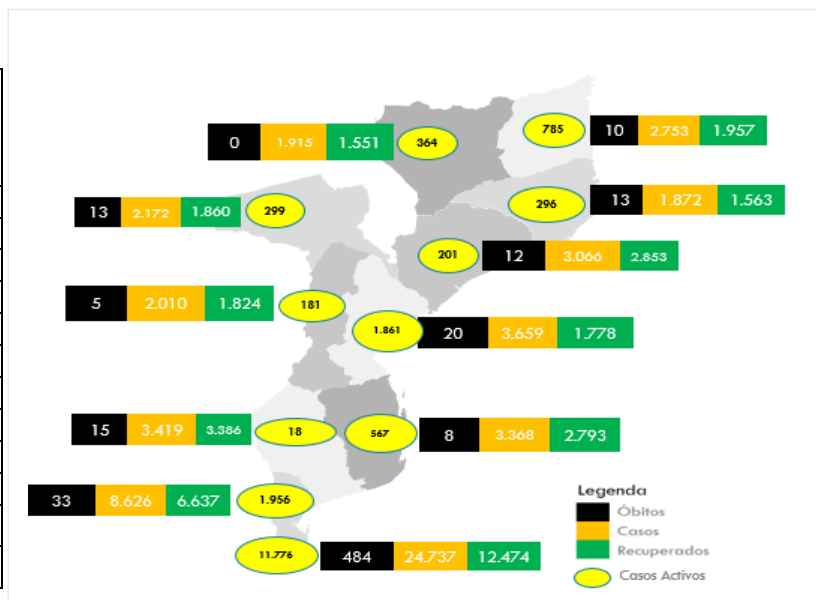 785 10 2.753 1.957
0 1.915 1.551 364
296 13 1.872 1.563
13 2.172 1.860 299
201 12 3.066 2.853
5 2.010 1.824 181
1.861 20 3.659 1.778
15 3.419 3.386 18
567 8 3.368 2.793
33 8.626 6.637 1.956
11.776 484 24.737 12.474
Legenda
Óbitos
Casos
Recuperados
Casos Activos